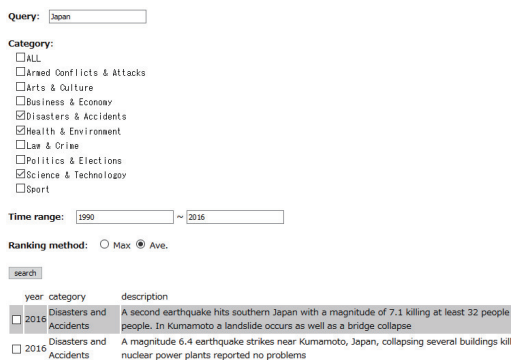 Query: Japan
Category:
ALL
Armed Conflicts & Attacks
Arts & Culture
Business & Economy
Disasters & Accidents
Health & Environment
Law & Crime
Politics & Elections
Science & Technology
Sport
Time range: 1990 ~ 2016
Ranking method: Max Ave.
search
year category description
2016 Disasters and Accidents A second earthquake hits southern Japan with a magnitude of 7.1 killing at least 32 people
people. In Kumamoto a landslide occurs as well as a bridge collapse
2016 Disasters and Accidents A magnitude 6.4 earthquake strikes near Kumamoto, Japan, collapsing several buildings kil
nuclear power plants reported no problems